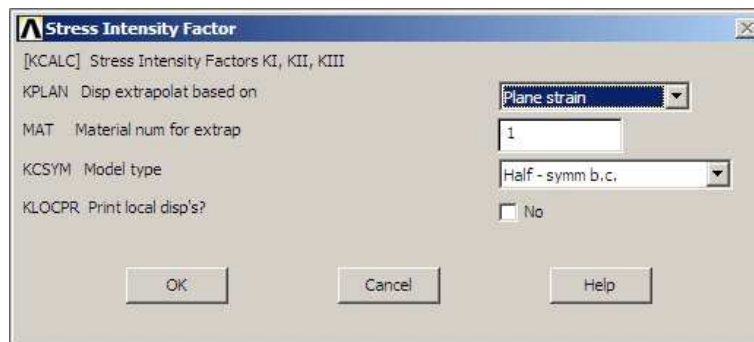 Stress Intensity Factor
[KCALC] Stress Intensity Factors KI, KII, KIII
KPLAN Disp extrapolat based on Plane strain
MAT Material num for extrap 1
KCSYM Model type Half - symm b.c.
KLOCPR Print local disp's? No
OK Cancel Help